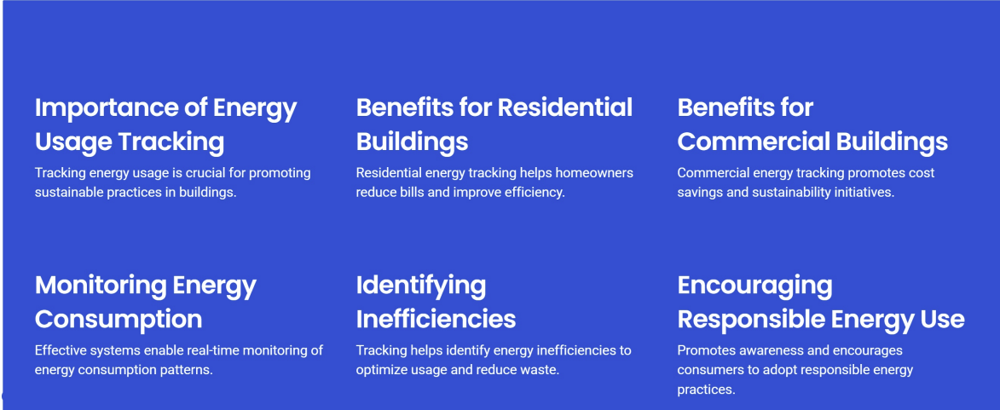 Importance of Energy
Usage Tracking
Tracking energy usage is crucial for promoting
sustainable practices in buildings.
Benefits for Residential
Buildings
Residential energy tracking helps homeowners
reduce bills and improve efficiency.
Benefits for
Commercial Buildings
Commercial energy tracking promotes cost
savings and sustainability initiatives.
Monitoring Energy
Consumption
Effective systems enable real-time monitoring of
energy consumption patterns.
Identifying
Inefficiencies
Tracking helps identify energy inefficiencies to
optimize usage and reduce waste.
Encouraging
Responsible Energy Use
Promotes awareness and encourages
consumers to adopt responsible energy
practices.